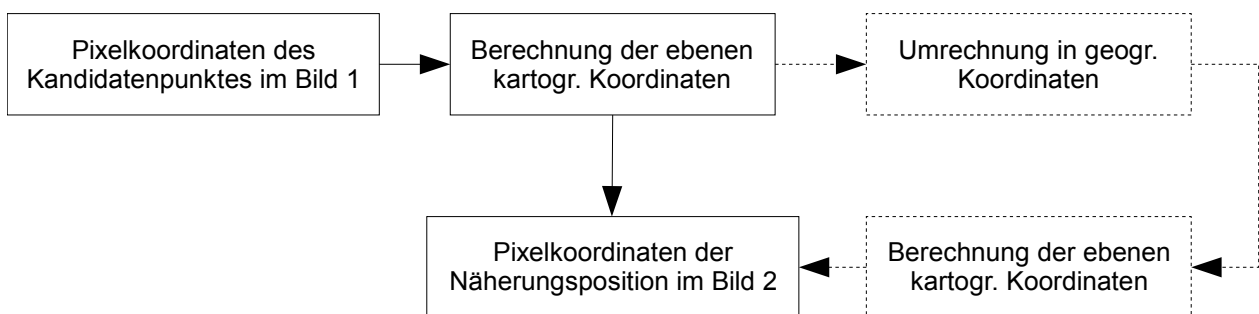 Pixelkoordinaten des
Kandidatenpunktes im Bild 1
Berechnung der ebenen
kartogr. Koordinaten
Umrechnung in geogr.
Koordinaten
Pixelkoordinaten der
Näherungsposition im Bild 2
Berechnung der ebenen
kartogr. Koordinaten